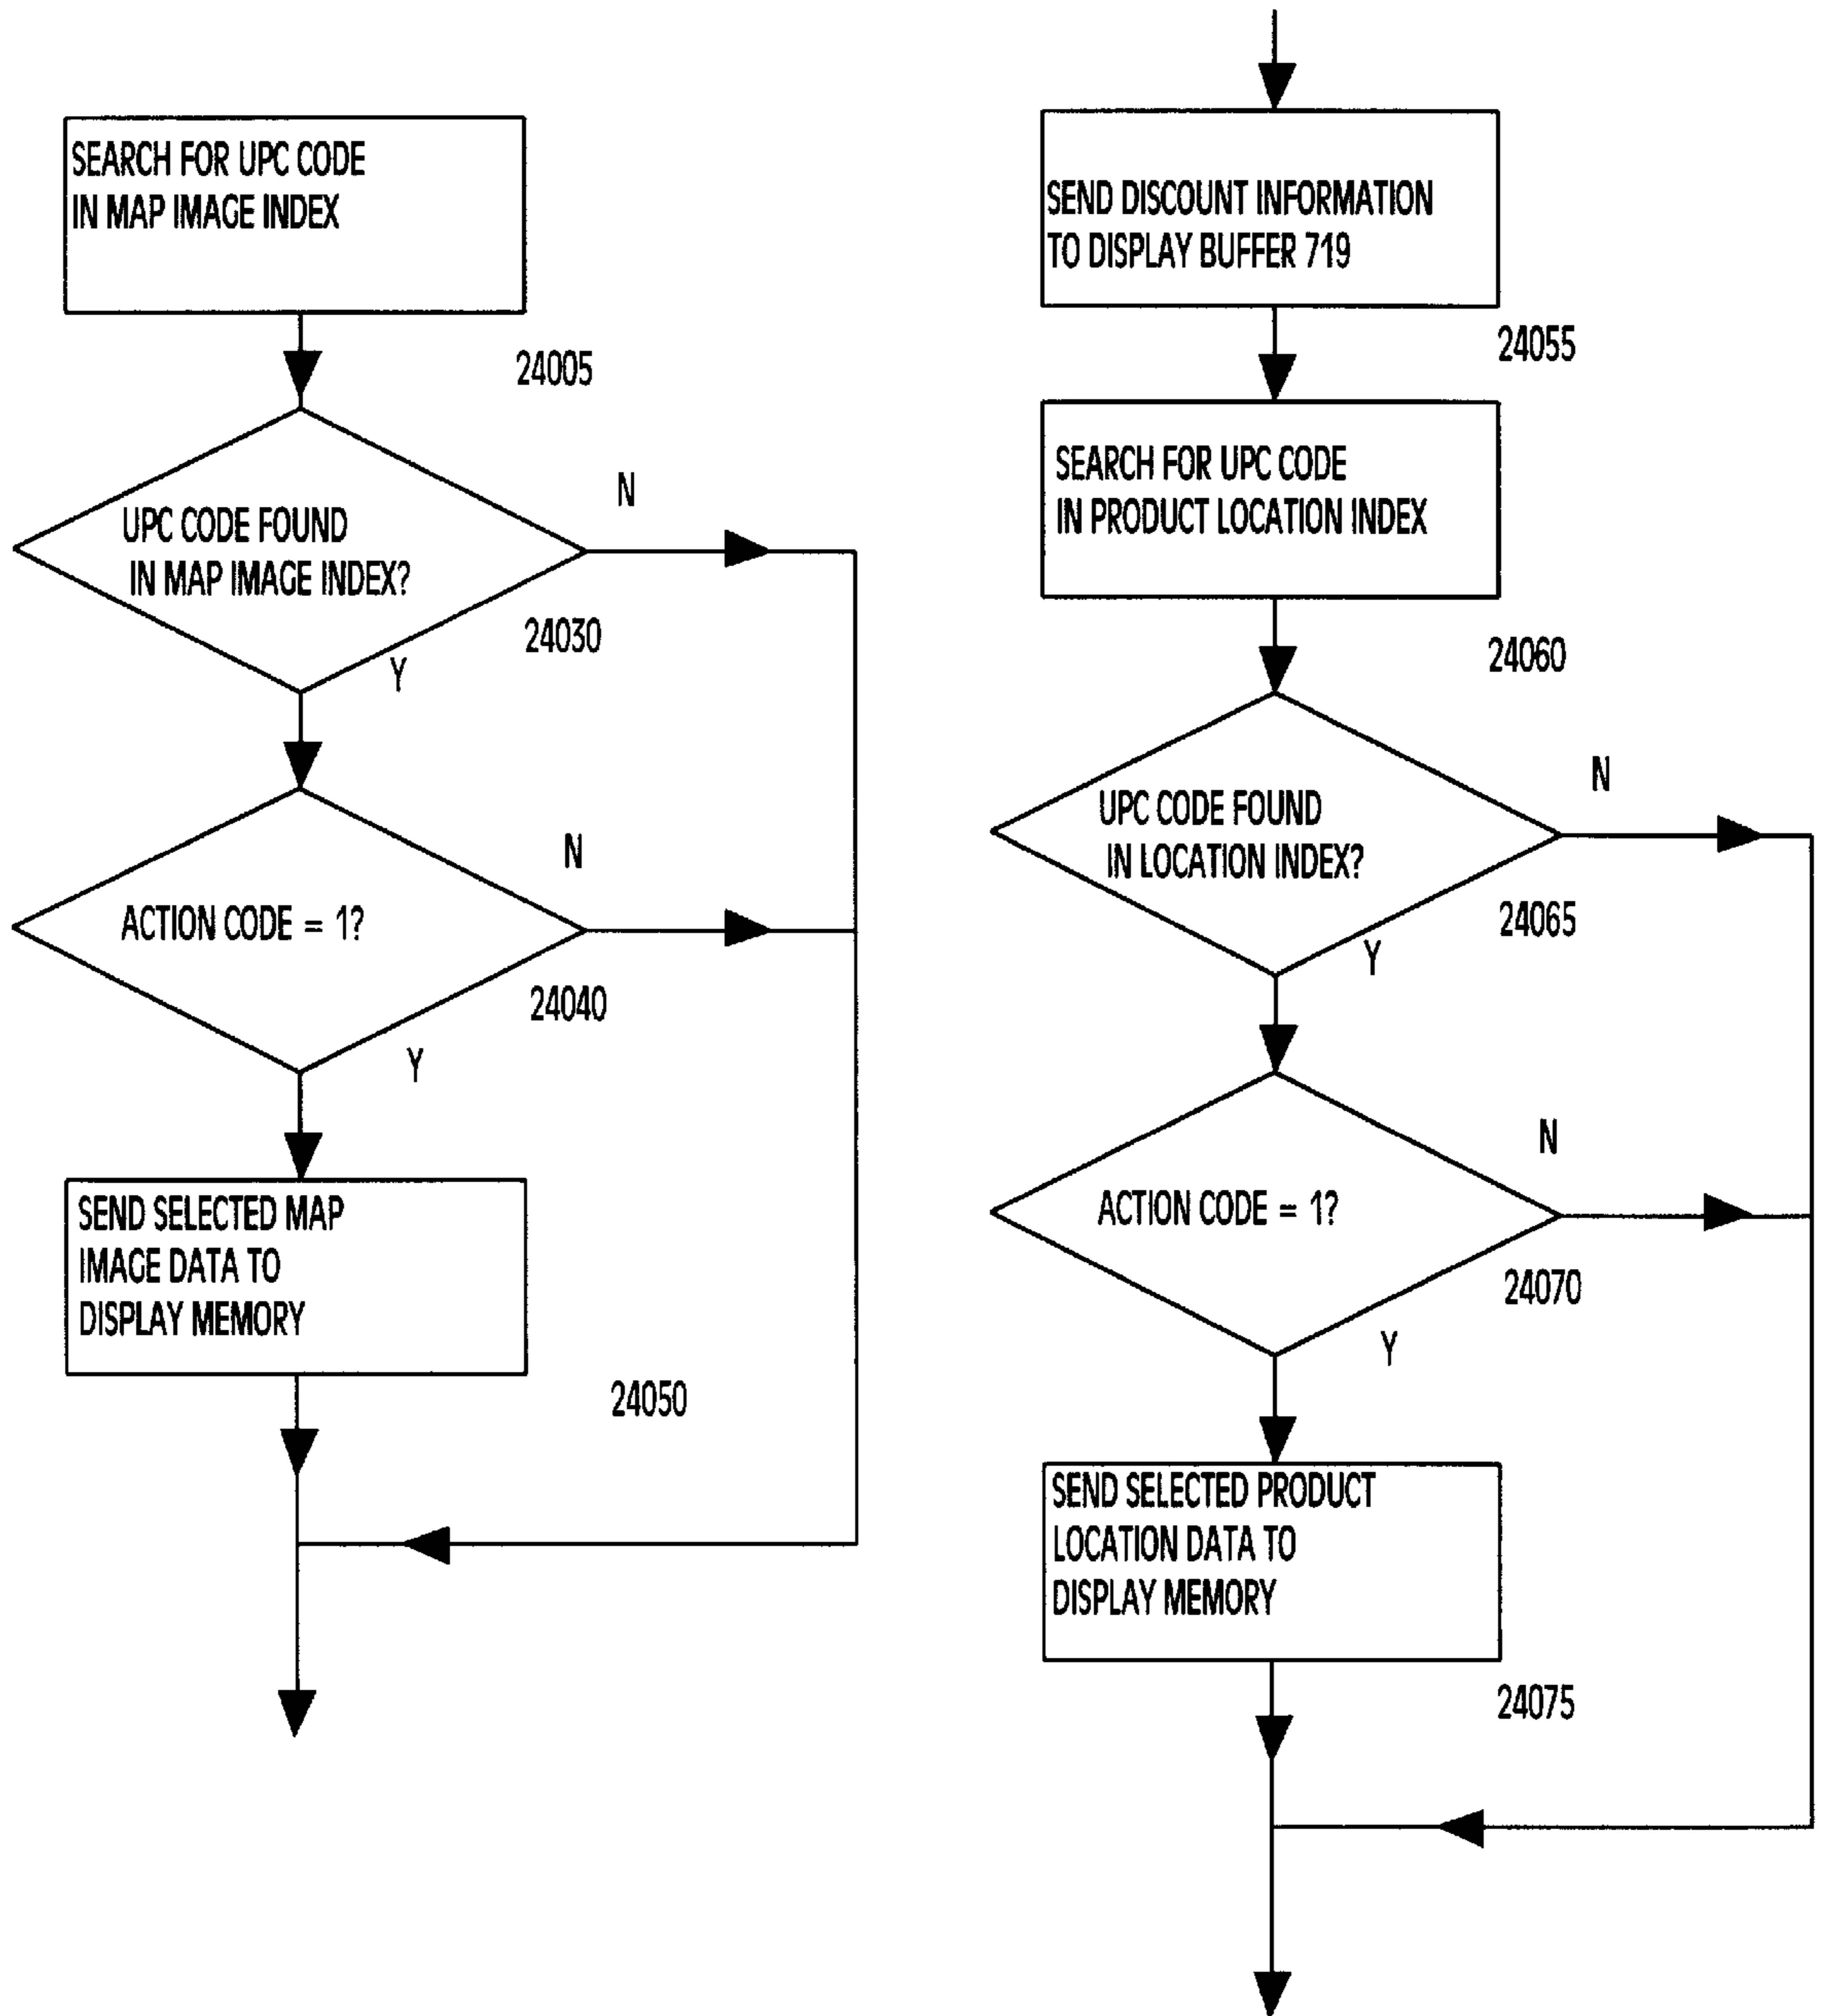 SEARCH FOR UPC CODE
IN MAP IMAGE INDEX
24005
UPC CODE FOUND
IN MAP IMAGE INDEX?
N
24030
Y
ACTION CODE = 1?
N
24040
Y
SEND SELECTED MAP
IMAGE DATA TO
DISPLAY MEMORY
24050
SEND DISCOUNT INFORMATION
TO DISPLAY BUFFER 719
24055
SEARCH FOR UPC CODE
IN PRODUCT LOCATION INDEX
24060
UPC CODE FOUND
IN LOCATION INDEX?
N
24065
Y
ACTION CODE = 1?
N
24070
Y
SEND SELECTED PRODUCT
LOCATION DATA TO
DISPLAY MEMORY
24075